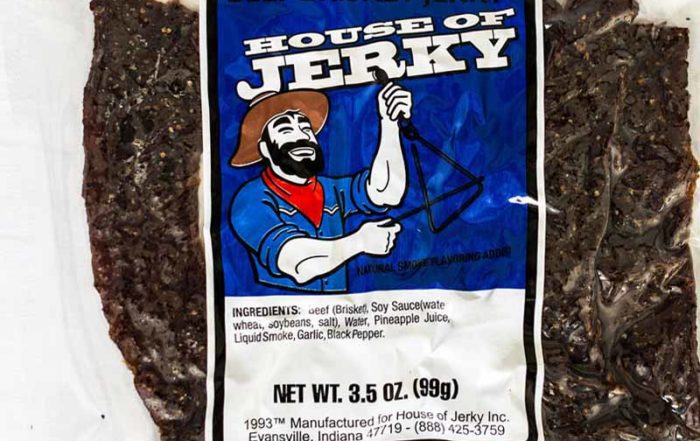 HOUSE OF
JERKY
NATURAL SMOKE FLAVORING ADDED
INGREDIENTS: Beef (Brisket), Soy Sauce(wate
wheat, soybeans, salt), Water, Pineapple Juice,
Liquid Smoke, Garlic, Black Pepper.
NET WT. 3.5 OZ. (99g)
1993™ Manufactured for House of Jerky Inc.
Evansville, Indiana 47719 - (888) 425-3759